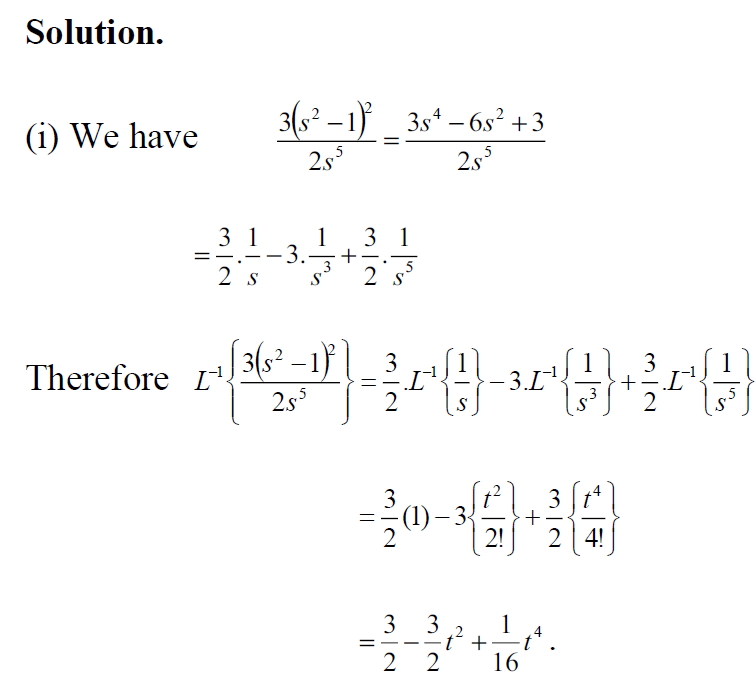 Solution.
(i) We have $\frac{3(s^2-1)^2}{2s^5} = \frac{3s^4-6s^2+3}{2s^5}$
$= \frac{3}{2}.\frac{1}{s} - 3.\frac{1}{s^3} + \frac{3}{2}.\frac{1}{s^5}$
Therefore $L^{-1}\left\{\frac{3(s^2-1)^2}{2s^5}\right\} = \frac{3}{2}.L^{-1}\left\{\frac{1}{s}\right\} - 3.L^{-1}\left\{\frac{1}{s^3}\right\} + \frac{3}{2}.L^{-1}\left\{\frac{1}{s^5}\right\}$
$= \frac{3}{2}(1) - 3\left\{\frac{t^2}{2!}\right\} + \frac{3}{2}\left\{\frac{t^4}{4!}\right\}$
$= \frac{3}{2} - \frac{3}{2}t^2 + \frac{1}{16}t^4.$